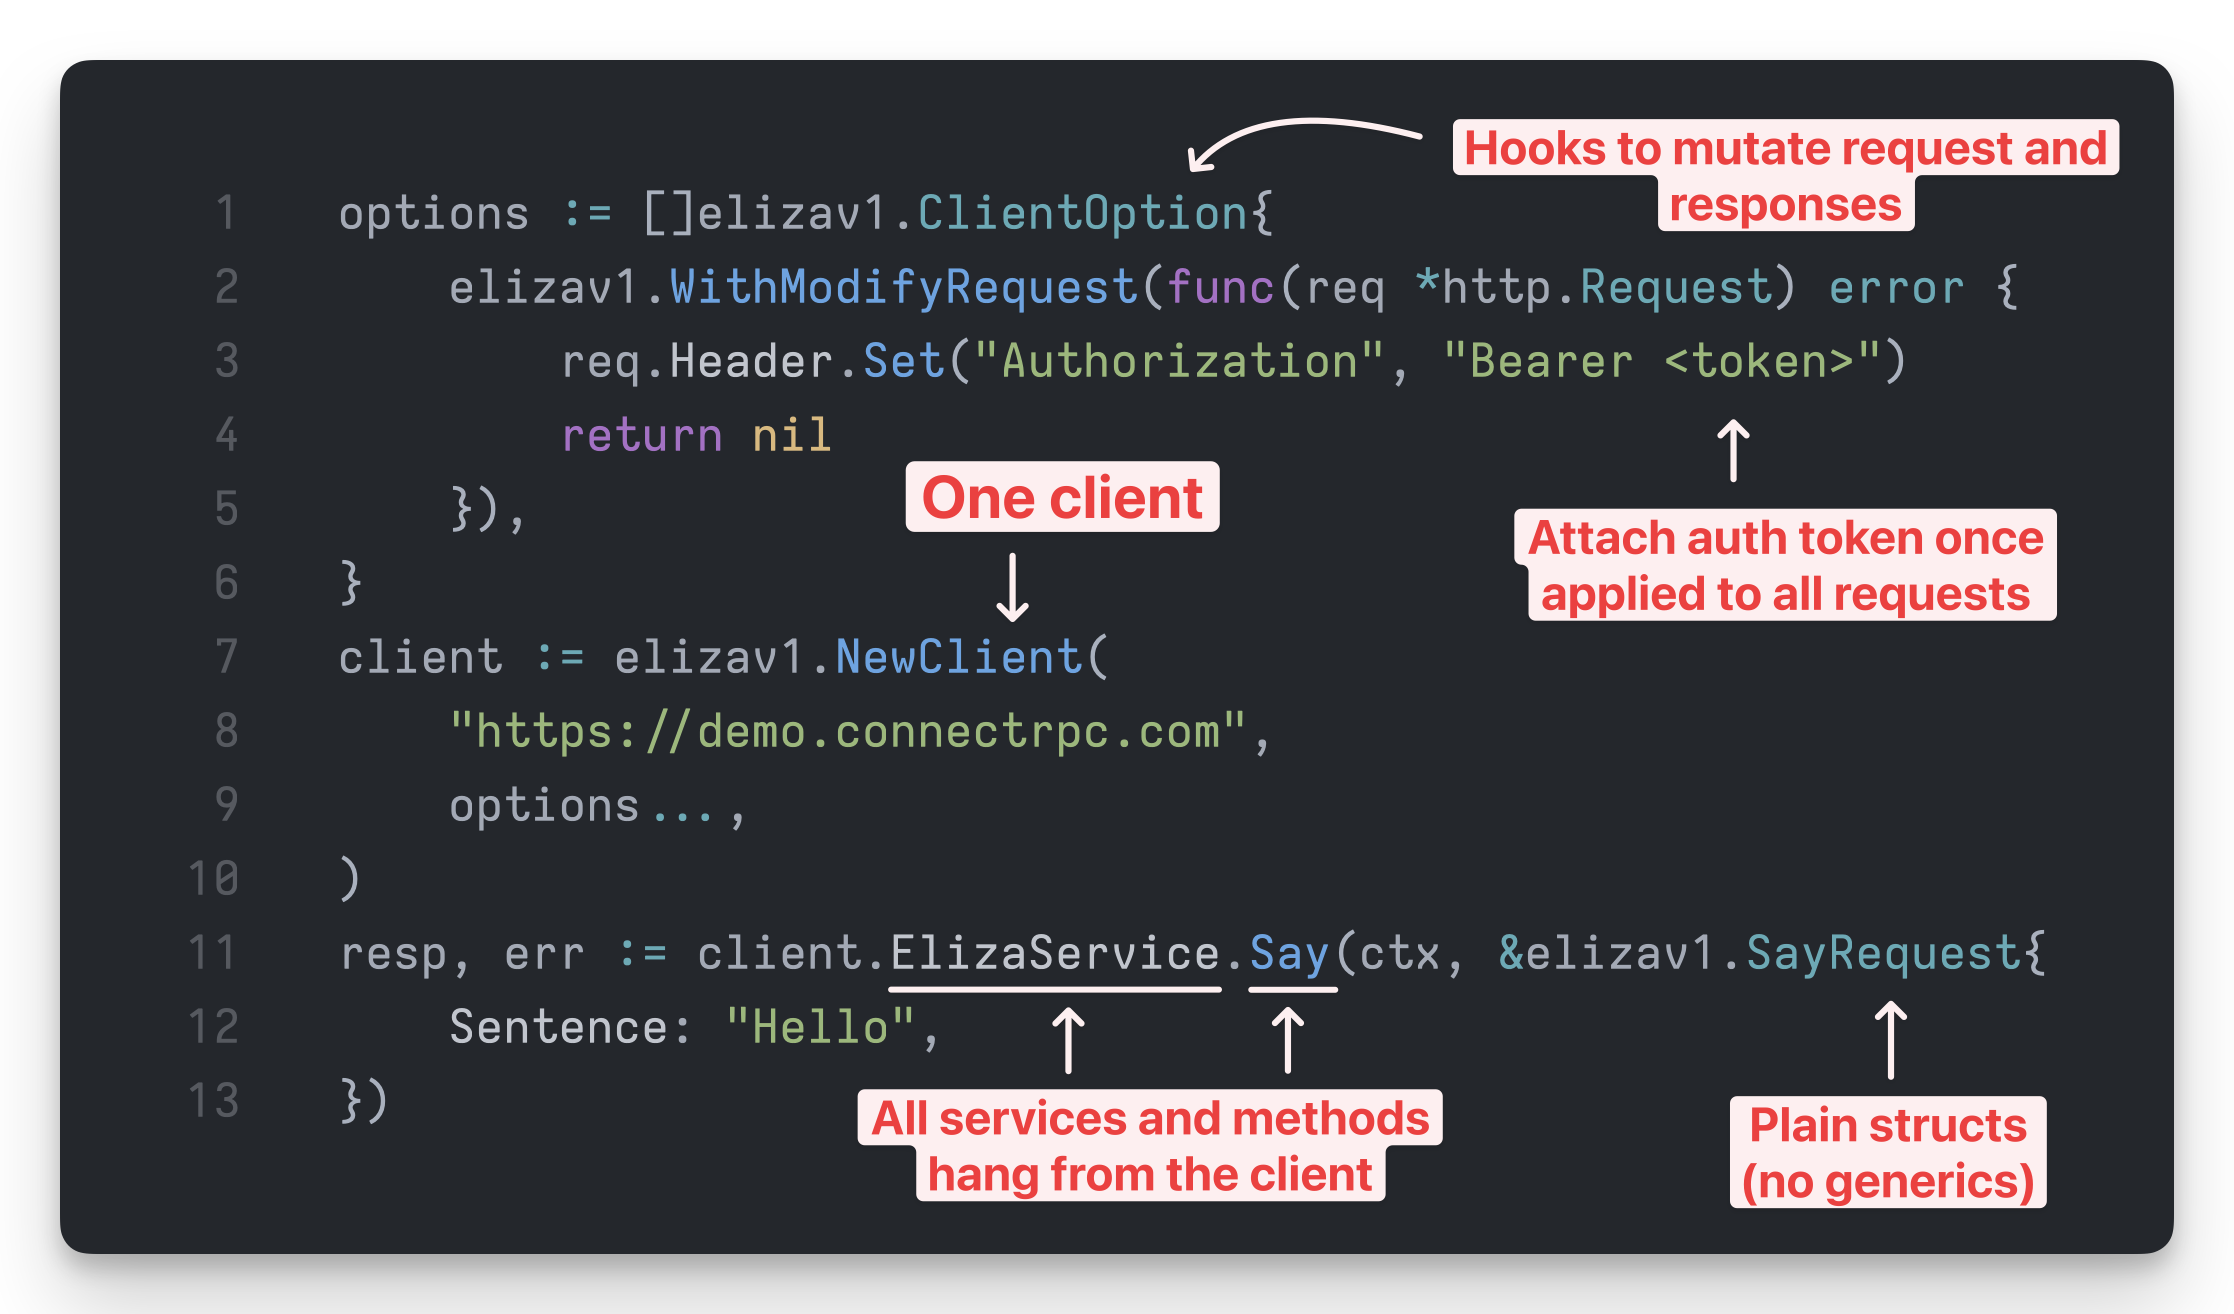 Hooks to mutate request and
responses
1 options := []elizav1.ClientOption{
2 elizav1.WithModifyRequest(func(req *http.Request) error {
3 req.Header.Set("Authorization", "Bearer <token>")
4 return nil
5 }),
6 }
One client
Attach auth token once
applied to all requests
7 client := elizav1.NewClient(
8 "https://demo.connectrpc.com",
9 options...,
10 )
11 resp, err := client.ElizaService.Say(ctx, &elizav1.SayRequest{
12 Sentence: "Hello",
13 })
All services and methods
hang from the client
Plain structs
(no generics)